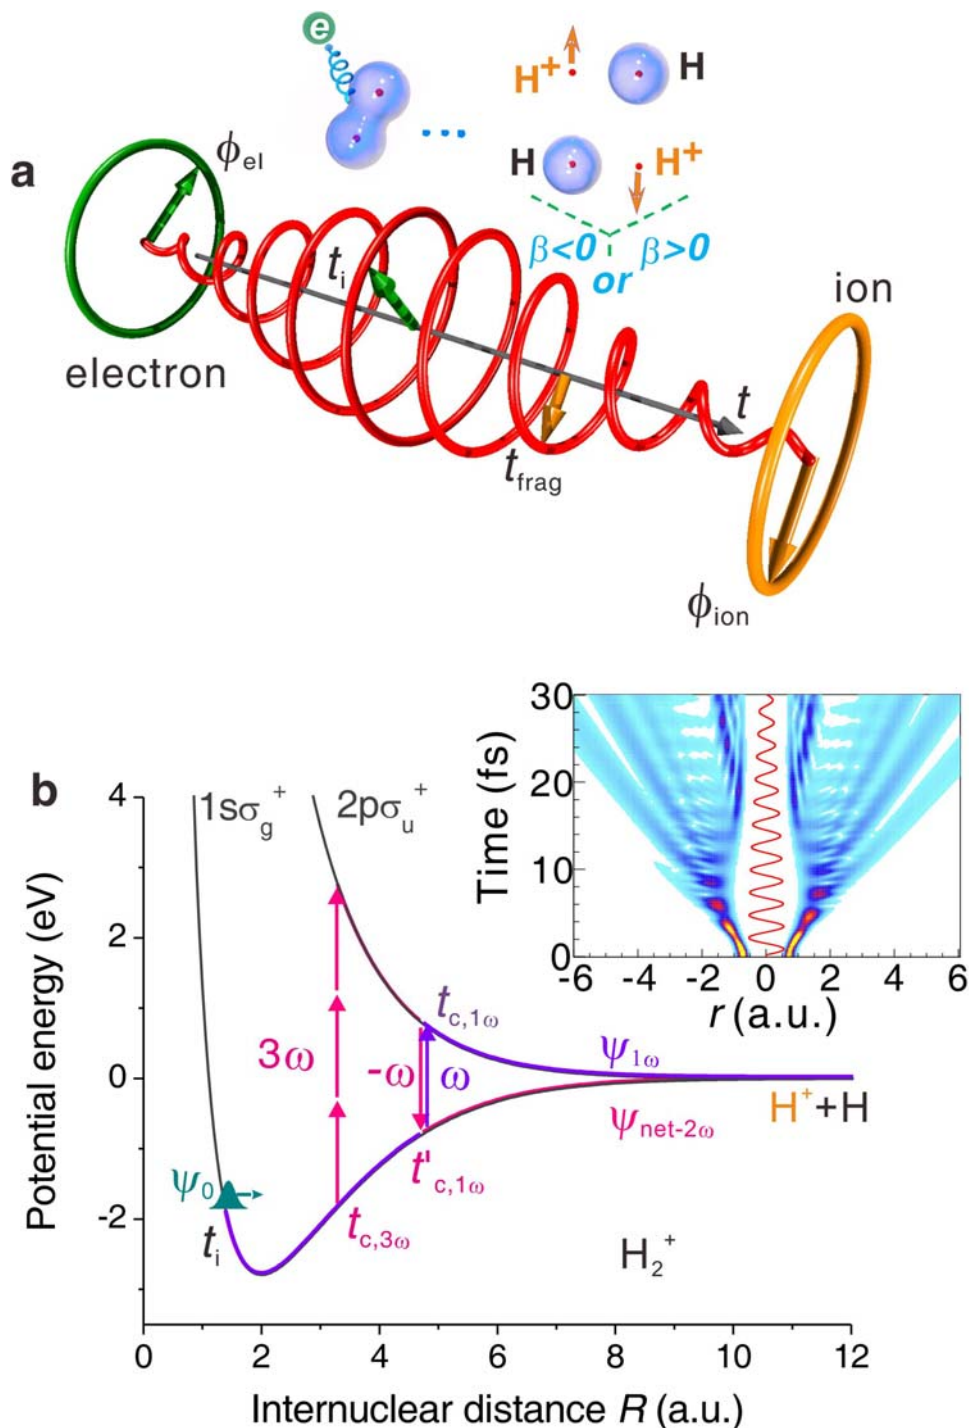 e
H⁺ H
H H⁺
...
a
ϕel
ti
β<0 or β>0
ion
electron
t
tfrag
ϕion
b
1sσg⁺
2pσu⁺
Potential energy (eV)
4
2
0
-2
3ω
-ω
ω
tc,1ω
t'c,1ω
tc,3ω
ψ0
ti
ψ1ω
ψnet-2ω
H⁺+H
H2⁺
0 2 4 6 8 10 12
Internuclear distance R (a.u.)
Time (fs)
30
20
10
0
-6 -4 -2 0 2 4 6
r (a.u.)